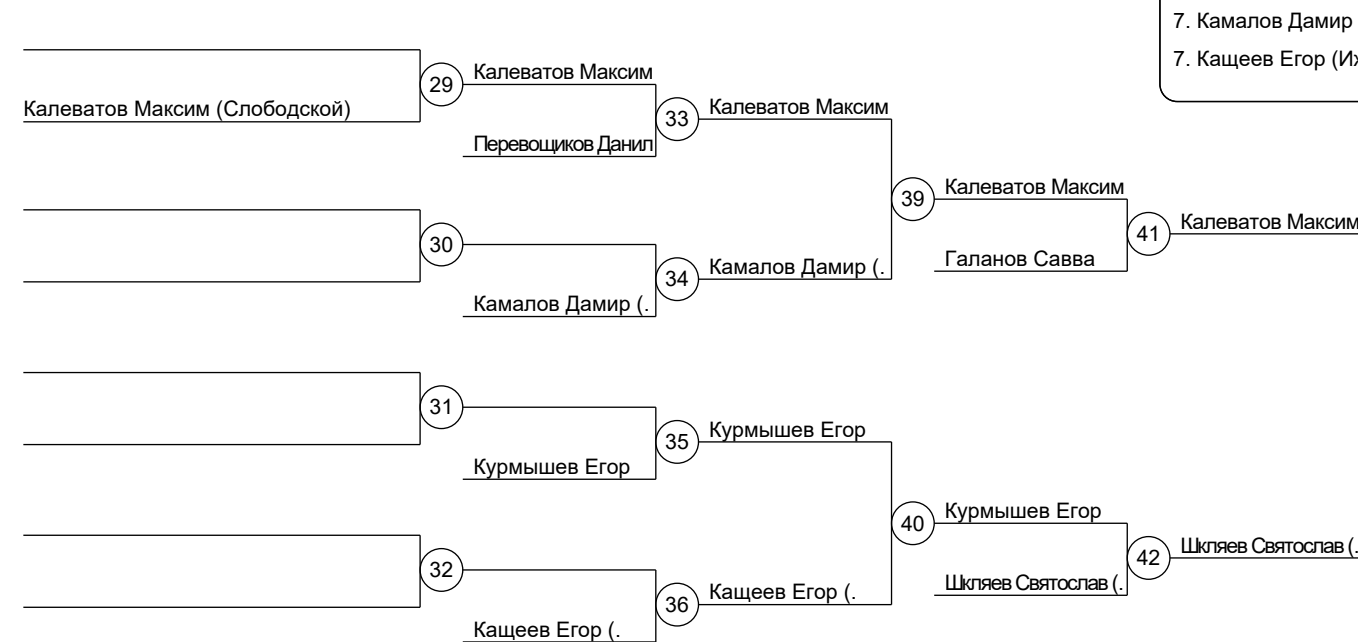 7. Камалов Дамир
7. Кащеев Егор (Иж
29
Калеватов Максим
Калеватов Максим (Слободской)
33
Калеватов Максим
Перевощиков Данил
39
Калеватов Максим
41
Калеватов Максим
30
34
Камалов Дамир (.
Галанов Савва
Камалов Дамир (.
31
35
Курмышев Егор
Курмышев Егор
40
Курмышев Егор
42
Шкляев Святослав (.
32
36
Кащеев Егор (.
Шкляев Святослав (.
Кащеев Егор (.